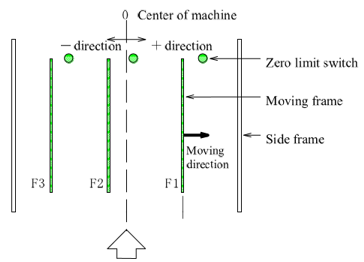 0 Center of machine
− direction + direction
Zero limit switch
Moving frame
Side frame
Moving
direction
F3 F2 F1